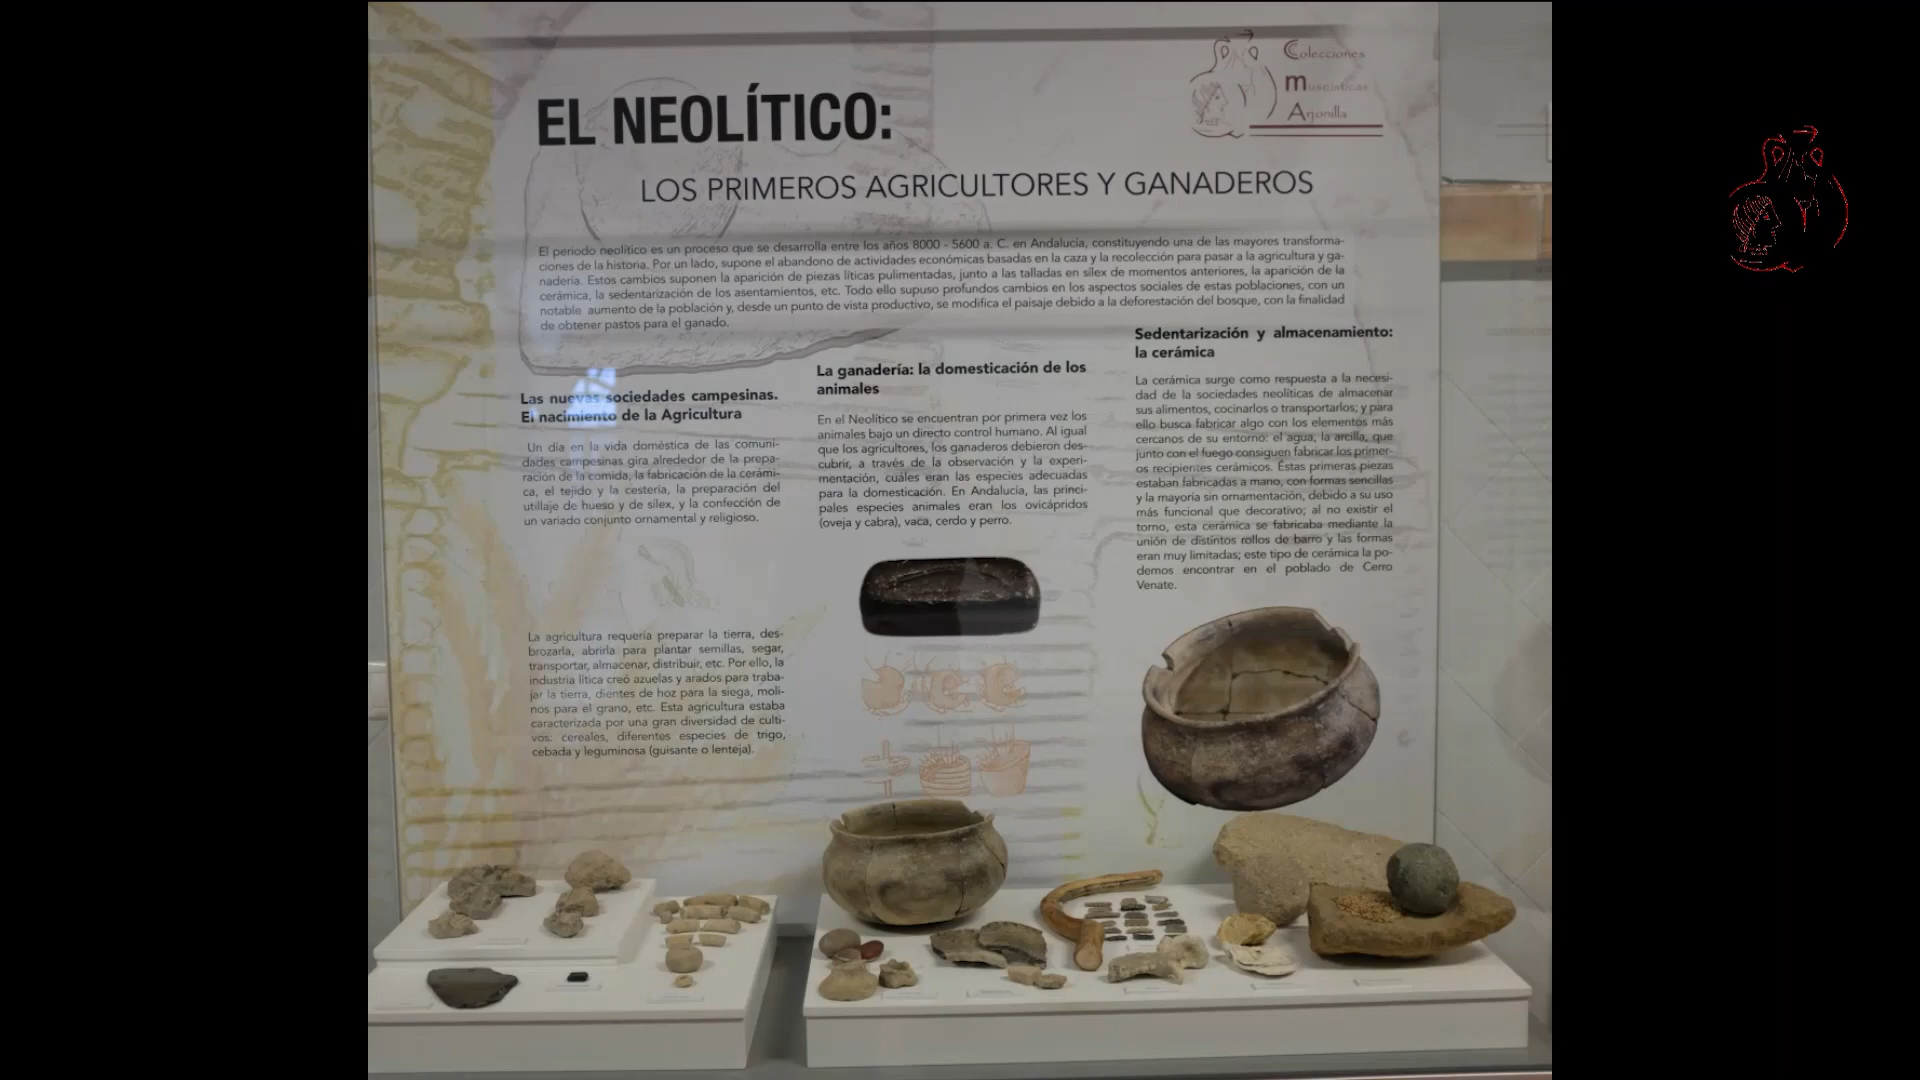 Colecciones
Museísticas
Arjonilla
EL NEOLÍTICO:
LOS PRIMEROS AGRICULTORES Y GANADEROS
El periodo neolítico es un proceso que se desarrolla entre los años 8000 - 5600 a. C. en Andalucía, constituyendo una de las mayores transforma-
ciones de la historia. Por un lado, supone el abandono de actividades económicas basadas en la caza y la recolección para pasar a la agricultura y ga-
nadería. Estos cambios suponen la aparición de piezas líticas pulimentadas, junto a las talladas en sílex de momentos anteriores, la aparición de la
cerámica, la sedentarización de los asentamientos, etc. Todo ello supuso profundos cambios en los aspectos sociales de estas poblaciones, con un
notable aumento de la población y, desde un punto de vista productivo, se modifica el paisaje debido a la deforestación del bosque, con la finalidad
de obtener pastos para el ganado.
Las nuevas sociedades campesinas.
El nacimiento de la Agricultura
Un día en la vida doméstica de las comuni-
dades campesinas gira alrededor de la prepa-
ración de la comida, la fabricación de la cerámi-
ca, el tejido y la cestería, la preparación del
utillaje de hueso y de sílex, y la confección de
un variado conjunto ornamental y religioso.
La agricultura requería preparar la tierra, des-
brozarla, abrirla para plantar semillas, segar,
transportar, almacenar, distribuir, etc. Por ello, la
industria lítica creó azuelas y arados para traba-
jar la tierra, dientes de hoz para la siega, moli-
nos para el grano, etc. Esta agricultura estaba
caracterizada por una gran diversidad de culti-
vos: cereales, diferentes especies de trigo,
cebada y leguminosa (guisante o lenteja).
La ganadería: la domesticación de los
animales
En el Neolítico se encuentran por primera vez los
animales bajo un directo control humano. Al igual
que los agricultores, los ganaderos debieron des-
cubrir, a través de la observación y la experi-
mentación, cuáles eran las especies adecuadas
para la domesticación. En Andalucía, las princi-
pales especies animales eran los ovicápridos
(oveja y cabra), vaca, cerdo y perro.
Sedentarización y almacenamiento:
la cerámica
La cerámica surge como respuesta a la necesi-
dad de la sociedades neolíticas de almacenar
sus alimentos, cocinarlos o transportarlos; y para
ello busca fabricar algo con los elementos más
cercanos de su entorno: el agua, la arcilla, que
junto con el fuego consiguen fabricar los primer-
os recipientes cerámicos. Éstas primeras piezas
estaban fabricadas a mano, con formas sencillas
y la mayoría sin ornamentación, debido a su uso
más funcional que decorativo; al no existir el
torno, esta cerámica se fabricaba mediante la
unión de distintos rollos de barro y las formas
eran muy limitadas; este tipo de cerámica la po-
demos encontrar en el poblado de Cerro
Venate.